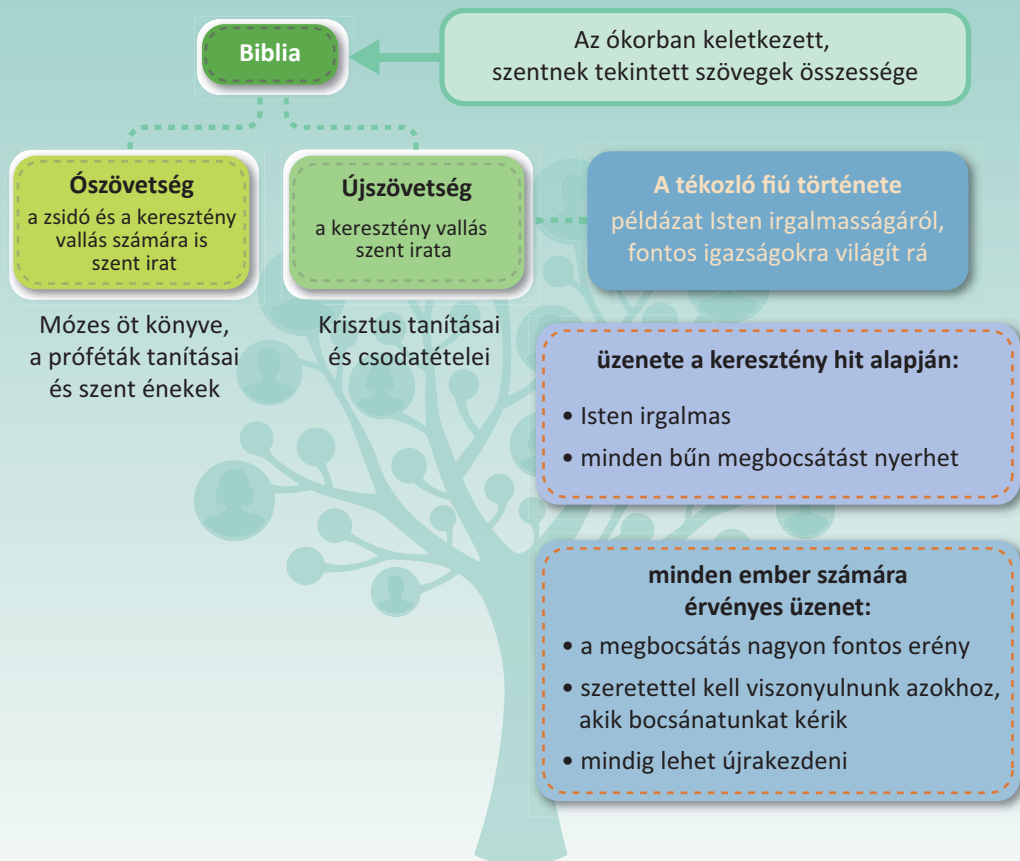 Biblia
Az ókorban keletkezett,
szentnek tekintett szövegek összessége
Ószövetség
a zsidó és a keresztény
vallás számára is
szent irat
Mózes öt könyve,
a próféták tanításai
és szent énekek
Újszövetség
a keresztény vallás
szent irata
Krisztus tanításai
és csodatételei
A tékozló fiú története
példázat Isten irgalmasságáról,
fontos igazságokra világít rá
üzenete a keresztény hit alapján:
• Isten irgalmas
• minden bűn megbocsátást nyerhet
minden ember számára
érvényes üzenet:
• a megbocsátás nagyon fontos erény
• szeretettel kell viszonyulnunk azokhoz,
akik bocsánatunkat kérik
• mindig lehet újrakezdeni